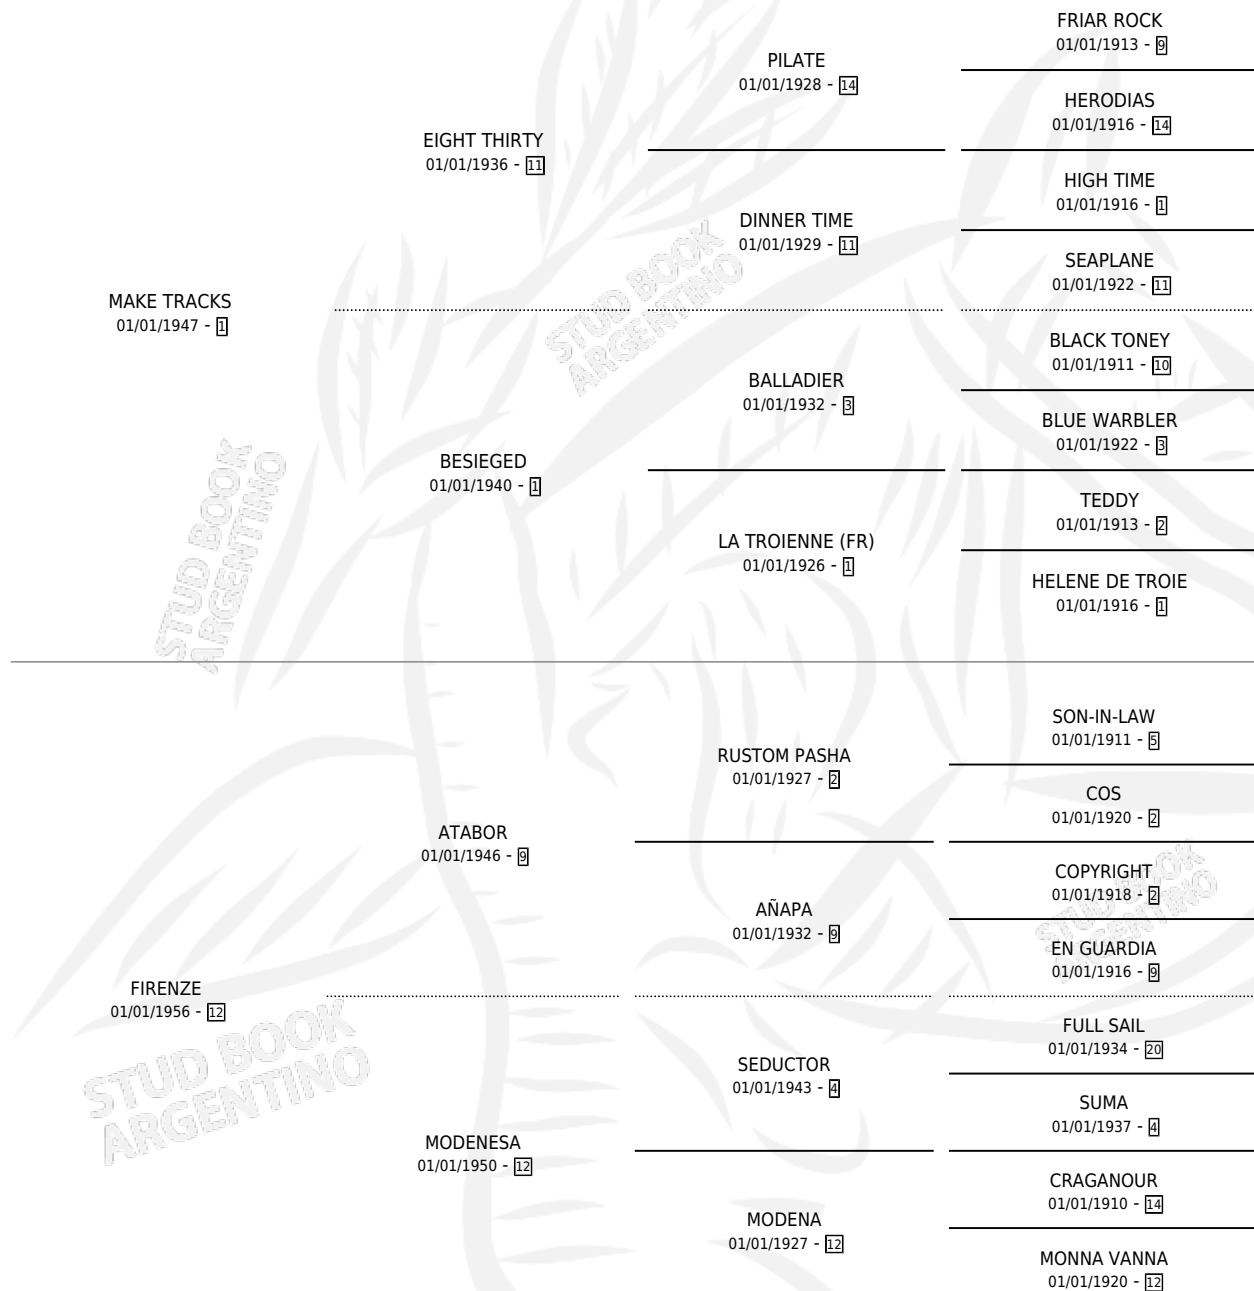 FRIAR ROCK
01/01/1913 - 9
PILATE
01/01/1928 - 14
HERODIAS
01/01/1916 - 14
EIGHT THIRTY
01/01/1936 - 11
HIGH TIME
01/01/1916 - 1
DINNER TIME
01/01/1929 - 11
SEAPLANE
01/01/1922 - 11
MAKE TRACKS
01/01/1947 - 1
BLACK TONEY
01/01/1911 - 10
BALLADIER
01/01/1932 - 3
BLUE WARBLER
01/01/1922 - 3
BESIEGED
01/01/1940 - 1
TEDDY
01/01/1913 - 2
LA TROIENNE (FR)
01/01/1926 - 1
HELENE DE TROIE
01/01/1916 - 1
SON-IN-LAW
01/01/1911 - 5
RUSTOM PASHA
01/01/1927 - 2
COS
01/01/1920 - 2
ATABOR
01/01/1946 - 9
COPYRIGHT
01/01/1918 - 2
AÑAPA
01/01/1932 - 9
EN GUARDIA
01/01/1916 - 9
FIRENZE
01/01/1956 - 12
FULL SAIL
01/01/1934 - 20
SEDUCTOR
01/01/1943 - 4
SUMA
01/01/1937 - 4
MODENESA
01/01/1950 - 12
CRAGANOUR
01/01/1910 - 14
MODENA
01/01/1927 - 12
MONNA VANNA
01/01/1920 - 12
STUD BOOK
ARGENTINO
STUD BOOK
ARGENTINO
STUD BOOK
ARGENTINO
STUD BOOK
ARGENTINO